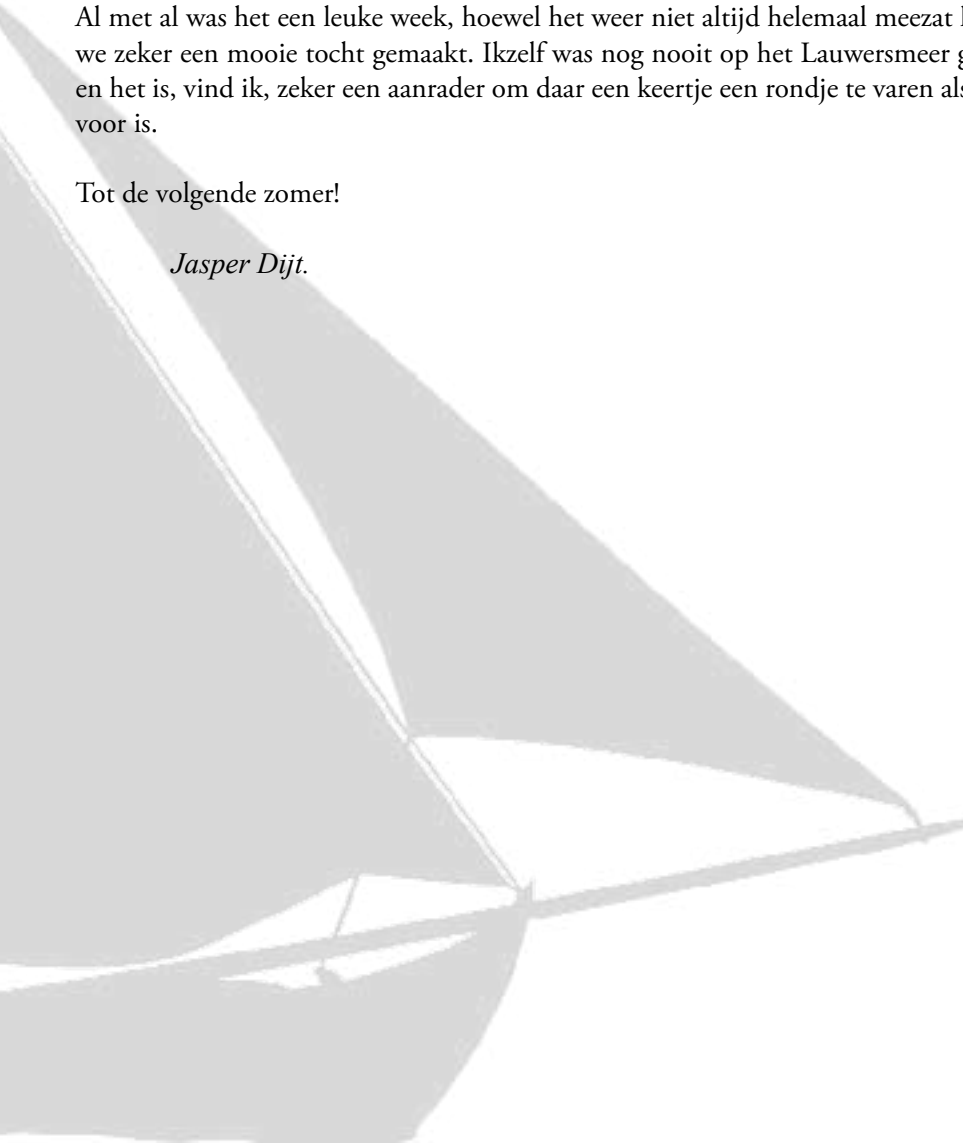 Al met al was het een leuke week, hoewel het weer niet altijd helemaal meezat
we zeker een mooie tocht gemaakt. Ikzelf was nog nooit op het Lauwersmeer
en het is, vind ik, zeker een aanrader om daar een keertje een rondje te varen als
voor is.
Tot de volgende zomer!
Jasper Dijt.